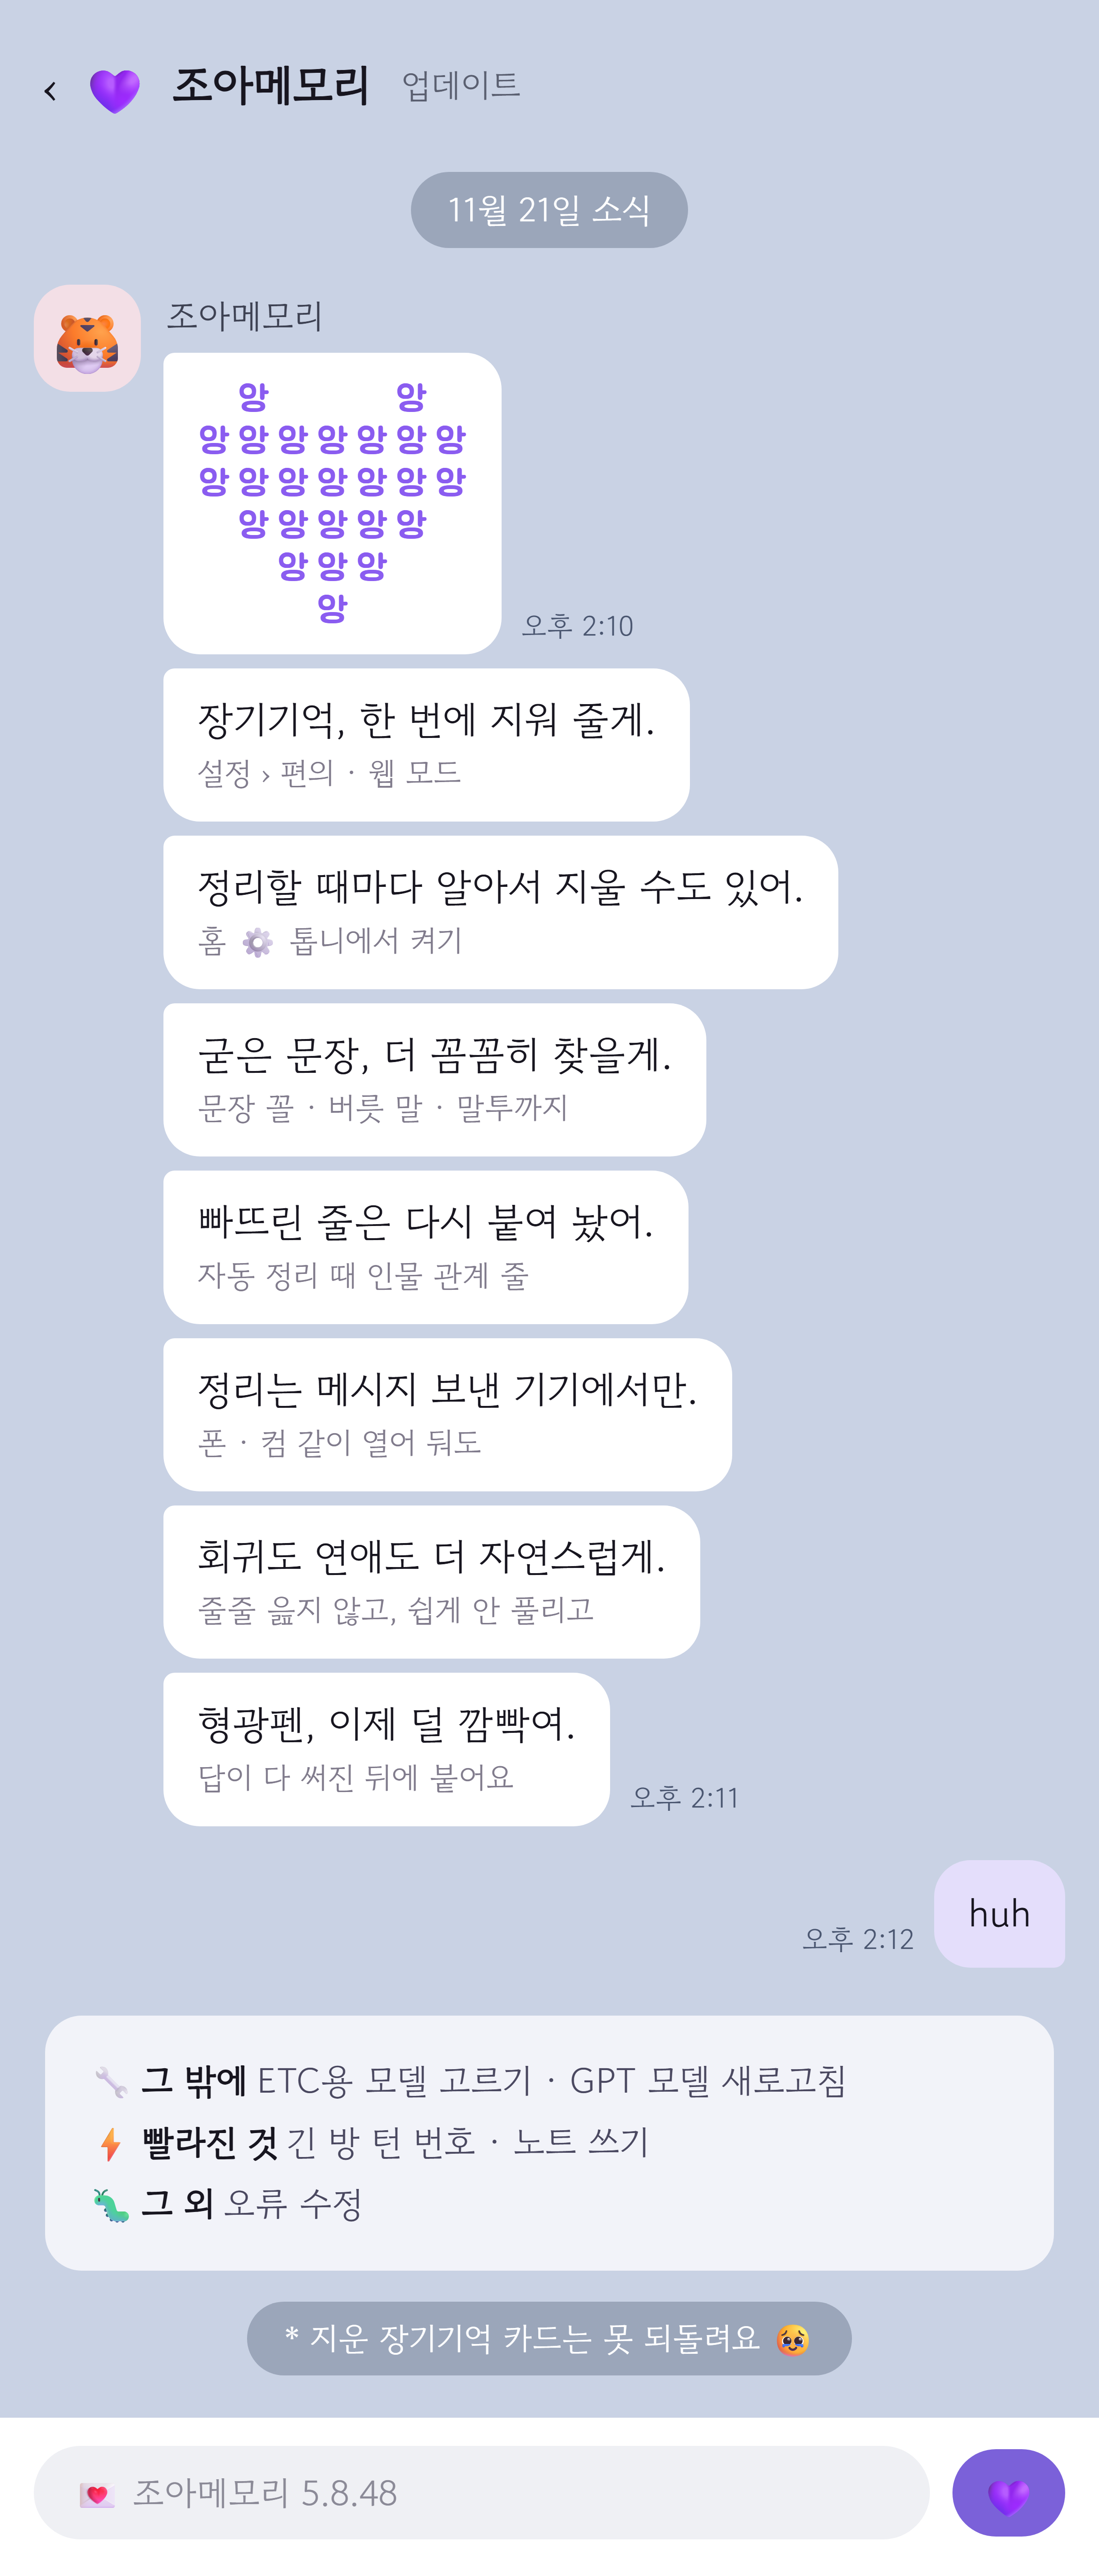 조아메모리 업데이트
11월 21일 소식
조아메모리
앙 앙
앙 앙 앙 앙 앙 앙 앙
앙 앙 앙 앙 앙 앙 앙
앙 앙 앙 앙 앙
앙 앙 앙
앙
오후 2:10
장기기억, 한 번에 지워 줄게.
설정 › 편의 · 웹 모드
정리할 때마다 알아서 지울 수도 있어.
홈 ⚙️ 톱니에서 켜기
굳은 문장, 더 꼼꼼히 찾을게.
문장 꼴 · 버릇 말 · 말투까지
빠뜨린 줄은 다시 붙여 놨어.
자동 정리 때 인물 관계 줄
정리는 메시지 보낸 기기에서만.
폰 · 컴 같이 열어 둬도
회귀도 연애도 더 자연스럽게.
줄줄 읊지 않고, 쉽게 안 풀리고
형광펜, 이제 덜 깜빡여.
답이 다 써진 뒤에 붙어요
오후 2:11
huh
오후 2:12
그 밖에 ETC용 모델 고르기 · GPT 모델 새로고침
빨라진 것 긴 방 턴 번호 · 노트 쓰기
그 외 오류 수정
* 지운 장기기억 카드는 못 되돌려요 🥹
조아메모리 5.8.48